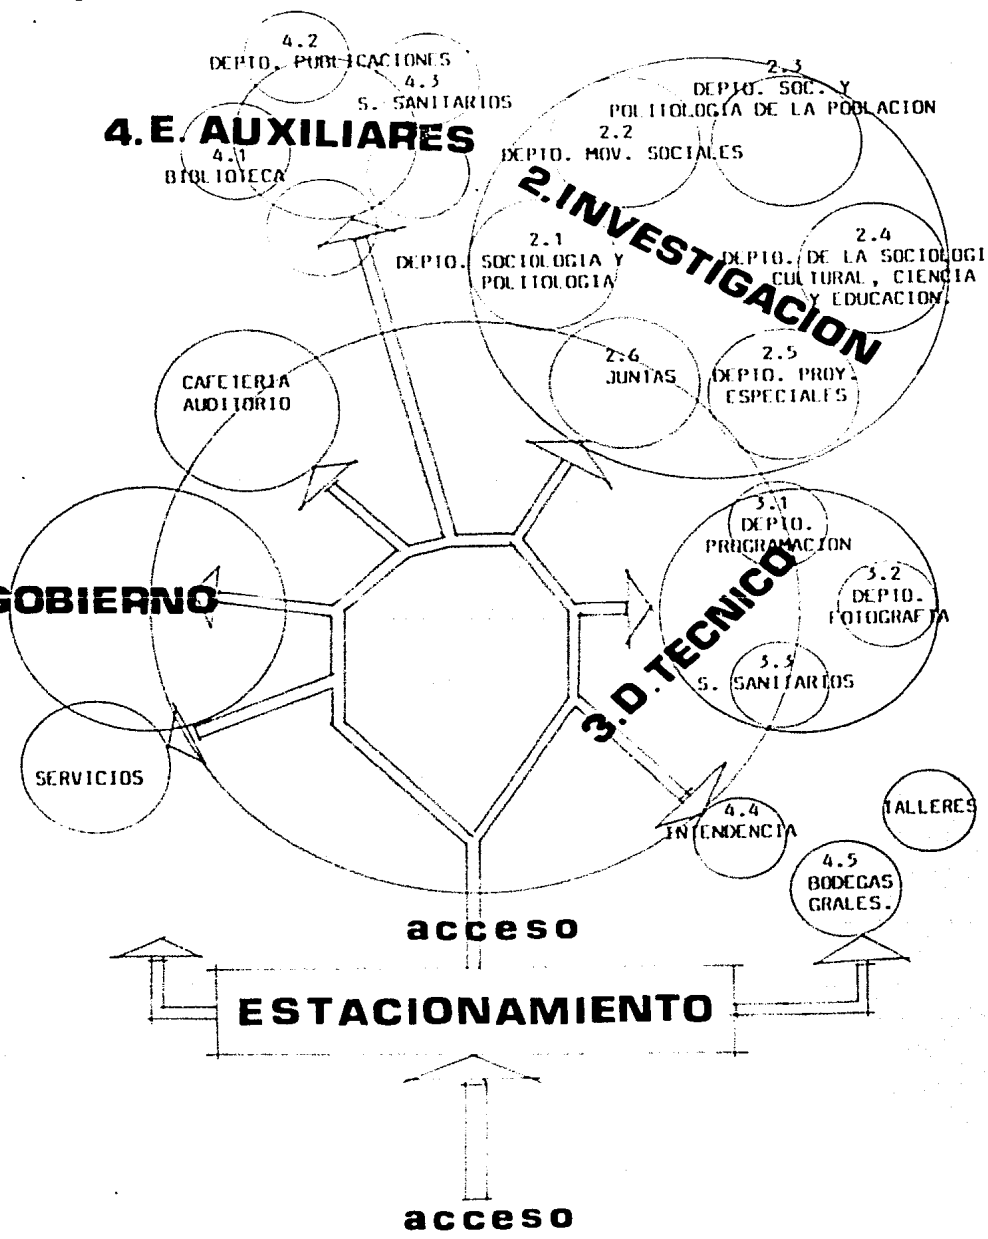 4.2
DEPTO. PUBLICACIONES
4.3
S. SANITARIOS
4.E. AUXILIARES
4.1
BIBLIOTECA
2.3
DEPTO. SOC. Y
POLITOLOGIA DE LA POBLACION
2.2
DEPTO. MOV. SOCIALES
2.INVESTIGACION
2.1
DEPTO. SOCIOLOGIA Y
POLITOLOGIA
2.4
DEPTO. DE LA SOCIOLOGI
CULTURAL, CIENCIA
Y EDUCACION.
2.6
JUNTAS
2.5
DEPTO. PROY.
ESPECIALES
CAFETERIA
AUDITORIO
3.1
DEPTO.
PROGRAMACION
3.2
DEPTO.
FOTOGRAFIA
3.3
S. SANITARIOS
3.D.TECNICO
GOBIERNO
SERVICIOS
4.4
INTENDENCIA
TALLERES
4.5
BODEGAS
GRALES.
acceso
ESTACIONAMIENTO
acceso